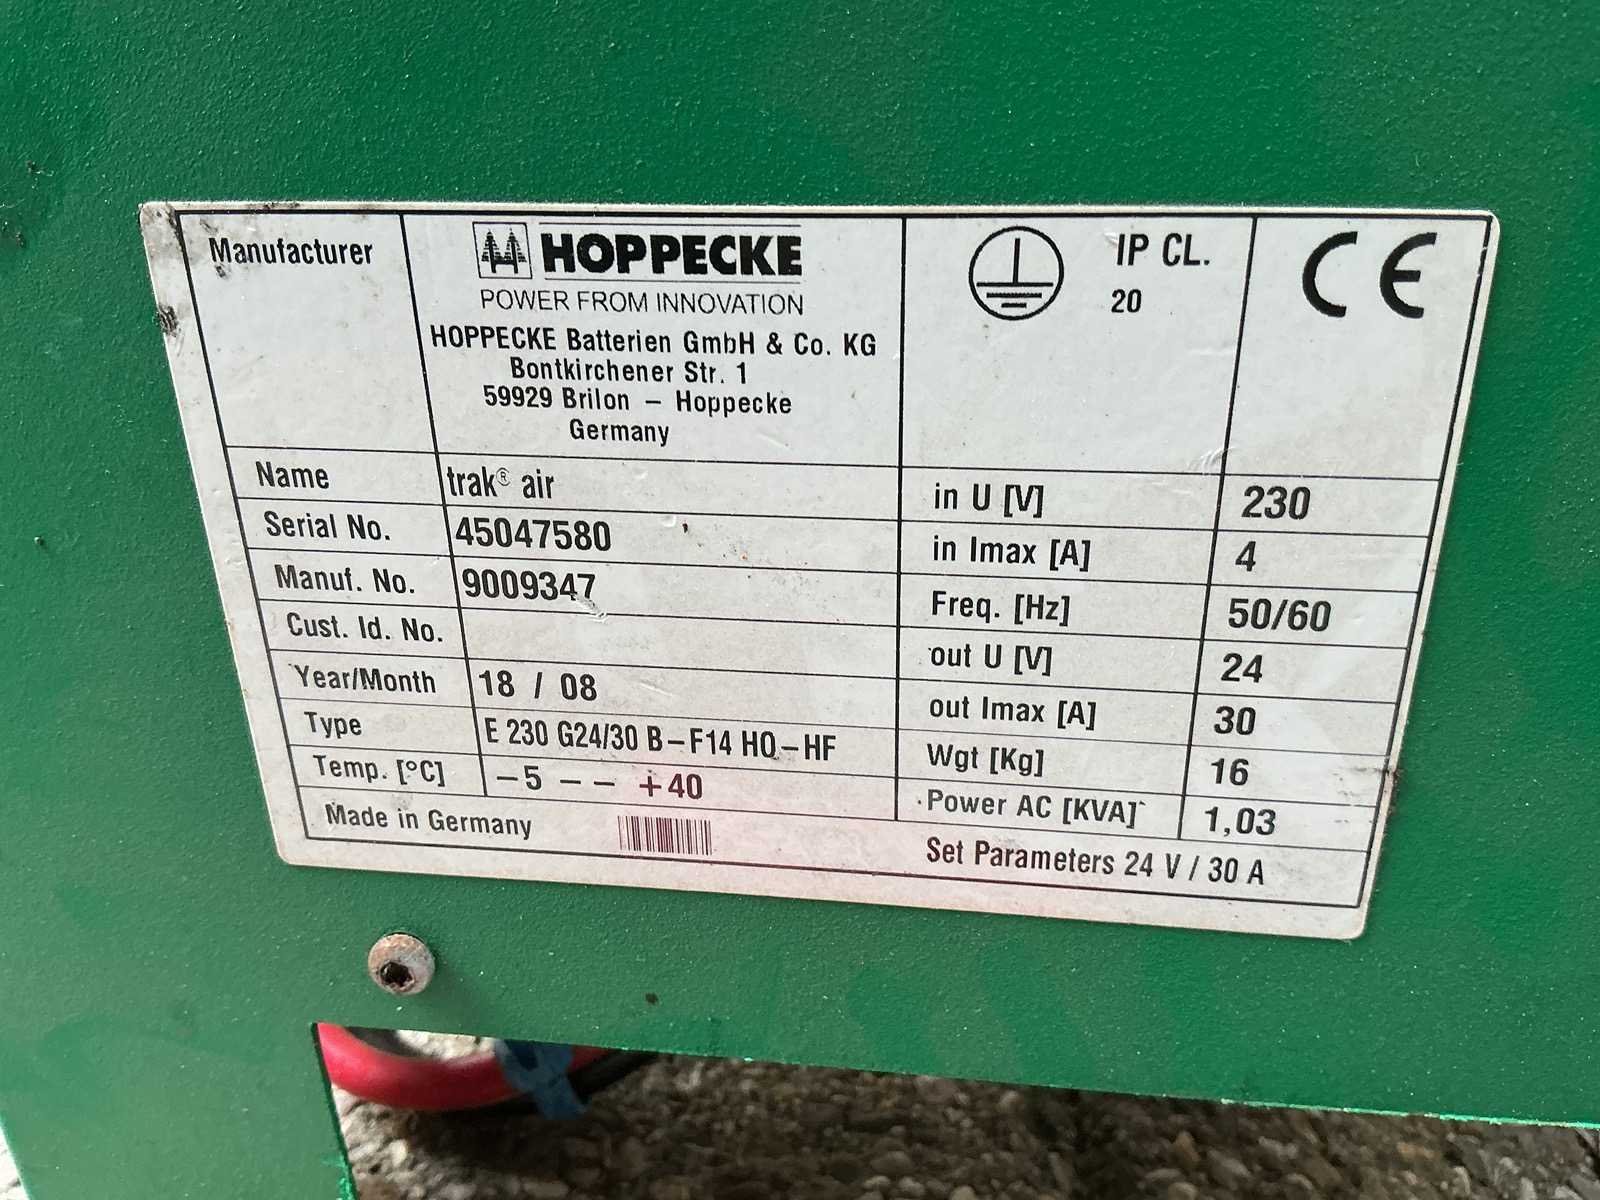 Manufacturer
HOPPECKE
POWER FROM INNOVATION
HOPPECKE Batterien GmbH & Co. KG
Bontkirchener Str. 1
59929 Brilon – Hoppecke
Germany
IP CL.
20
CE
Name trak® air
Serial No. 45047580
Manuf. No. 9009347
Cust. Id. No.
Year/Month 18 / 08
Type E 230 G24/30 B–F14 HO–HF
Temp. [°C] –5 – – +40
Made in Germany
in U [V] 230
in Imax [A] 4
Freq. [Hz] 50/60
out U [V] 24
out Imax [A] 30
Wgt [Kg] 16
Power AC [KVA] 1,03
Set Parameters 24 V / 30 A